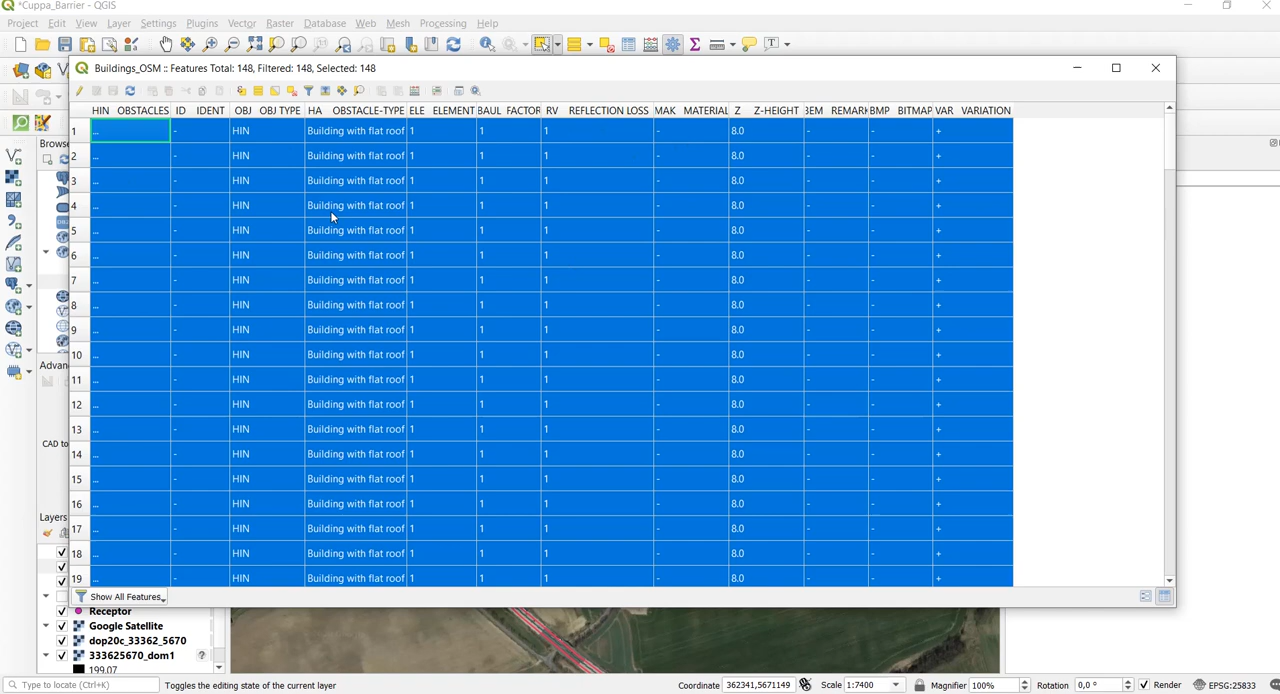 *Cuppa_Barrier - QGIS
Project Edit View Layer Settings Plugins Vector Raster Database Web Mesh Processing Help
Buildings_OSM :: Features Total: 148, Filtered: 148, Selected: 148
HIN OBSTACLES ID IDENT OBJ OBJ TYPE HA OBSTACLE-TYPE ELE ELEMENT BAUL FACTOR RV REFLECTION LOSS MAK MATERIAL Z Z-HEIGHT BEM REMARK BMP BITMAP VAR VARIATION
1 ... - HIN Building with flat roof 1 1 1 - 8.0 - - +
2 ... - HIN Building with flat roof 1 1 1 - 8.0 - - +
3 ... - HIN Building with flat roof 1 1 1 - 8.0 - - +
4 ... - HIN Building with flat roof 1 1 1 - 8.0 - - +
5 ... - HIN Building with flat roof 1 1 1 - 8.0 - - +
6 ... - HIN Building with flat roof 1 1 1 - 8.0 - - +
7 ... - HIN Building with flat roof 1 1 1 - 8.0 - - +
8 ... - HIN Building with flat roof 1 1 1 - 8.0 - - +
9 ... - HIN Building with flat roof 1 1 1 - 8.0 - - +
10 ... - HIN Building with flat roof 1 1 1 - 8.0 - - +
11 ... - HIN Building with flat roof 1 1 1 - 8.0 - - +
12 ... - HIN Building with flat roof 1 1 1 - 8.0 - - +
13 ... - HIN Building with flat roof 1 1 1 - 8.0 - - +
14 ... - HIN Building with flat roof 1 1 1 - 8.0 - - +
15 ... - HIN Building with flat roof 1 1 1 - 8.0 - - +
16 ... - HIN Building with flat roof 1 1 1 - 8.0 - - +
17 ... - HIN Building with flat roof 1 1 1 - 8.0 - - +
18 ... - HIN Building with flat roof 1 1 1 - 8.0 - - +
19 ... - HIN Building with flat roof 1 1 1 - 8.0 - - +
Show All Features
Brows
Advan
CAD to
Layers
Receptor
Google Satellite
dop20c_33362_5670
333625670_dom1 ?
199.07
Type to locate (Ctrl+K) Toggles the editing state of the current layer Coordinate 362341,5671149 Scale 1:7400 Magnifier 100% Rotation 0,0 ° Render EPSG:25833